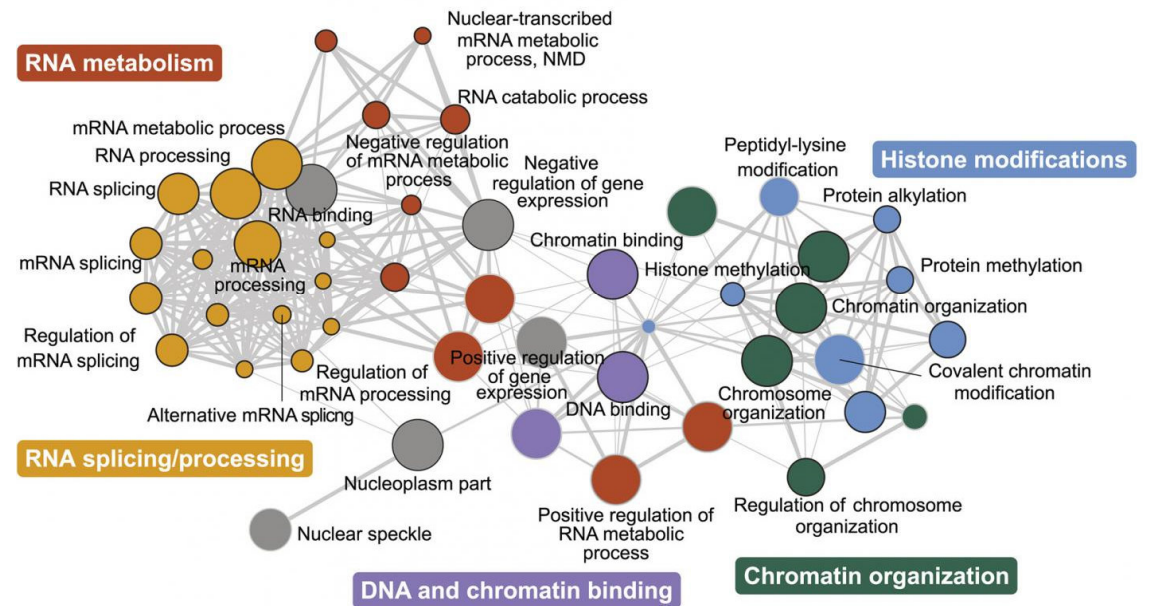 Nuclear-transcribed
mRNA metabolic
process, NMD
RNA metabolism
RNA catabolic process
mRNA metabolic process
RNA processing
RNA splicing
Negative regulation
of mRNA metabolic
process
Negative
regulation of gene
expression
Peptidyl-lysine
modification
Histone modifications
Protein alkylation
RNA binding
Chromatin binding
mRNA splicing
mRNA
processing
Histone methylation
Protein methylation
Chromatin organization
Regulation of
mRNA splicing
Positive regulation
of gene
expression
Regulation of
mRNA processing
Covalent chromatin
modification
Chromosome
organization
DNA binding
Alternative mRNA splicng
RNA splicing/processing
Nucleoplasm part
Nuclear speckle
Positive regulation of
RNA metabolic
process
Regulation of chromosome
organization
DNA and chromatin binding
Chromatin organization